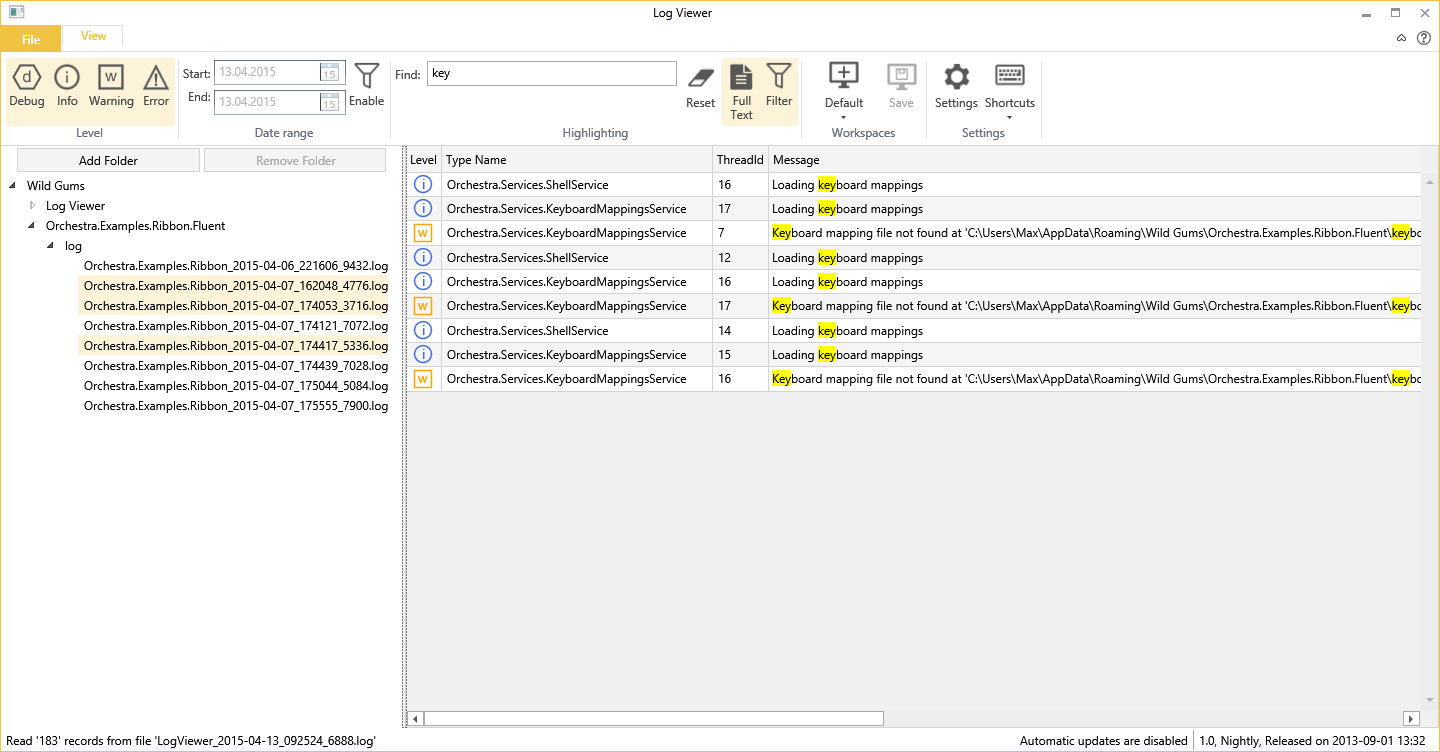 Log Viewer
File View
d i w
Debug Info Warning Error
Level
Start: 13.04.2015 15
End: 13.04.2015 15
Enable
Date range
Find: key
Reset Full Text Filter
Highlighting
Default Save
Workspaces
Settings Shortcuts
Settings
Add Folder Remove Folder
Wild Gums
Log Viewer
Orchestra.Examples.Ribbon.Fluent
log
Orchestra.Examples.Ribbon_2015-04-06_221606_9432.log
Orchestra.Examples.Ribbon_2015-04-07_162048_4776.log
Orchestra.Examples.Ribbon_2015-04-07_174053_3716.log
Orchestra.Examples.Ribbon_2015-04-07_174121_7072.log
Orchestra.Examples.Ribbon_2015-04-07_174417_5336.log
Orchestra.Examples.Ribbon_2015-04-07_174439_7028.log
Orchestra.Examples.Ribbon_2015-04-07_175044_5084.log
Orchestra.Examples.Ribbon_2015-04-07_175555_7900.log
Level Type Name ThreadId Message
i Orchestra.Services.ShellService 16 Loading keyboard mappings
i Orchestra.Services.KeyboardMappingsService 17 Loading keyboard mappings
w Orchestra.Services.KeyboardMappingsService 7 Keyboard mapping file not found at 'C:\Users\Max\AppData\Roaming\Wild Gums\Orchestra.Examples.Ribbon.Fluent\keybo
i Orchestra.Services.ShellService 12 Loading keyboard mappings
i Orchestra.Services.KeyboardMappingsService 16 Loading keyboard mappings
w Orchestra.Services.KeyboardMappingsService 17 Keyboard mapping file not found at 'C:\Users\Max\AppData\Roaming\Wild Gums\Orchestra.Examples.Ribbon.Fluent\keybo
i Orchestra.Services.ShellService 14 Loading keyboard mappings
i Orchestra.Services.KeyboardMappingsService 15 Loading keyboard mappings
w Orchestra.Services.KeyboardMappingsService 16 Keyboard mapping file not found at 'C:\Users\Max\AppData\Roaming\Wild Gums\Orchestra.Examples.Ribbon.Fluent\keybo
Read '183' records from file 'LogViewer_2015-04-13_092524_6888.log'
Automatic updates are disabled 1.0, Nightly, Released on 2013-09-01 13:32